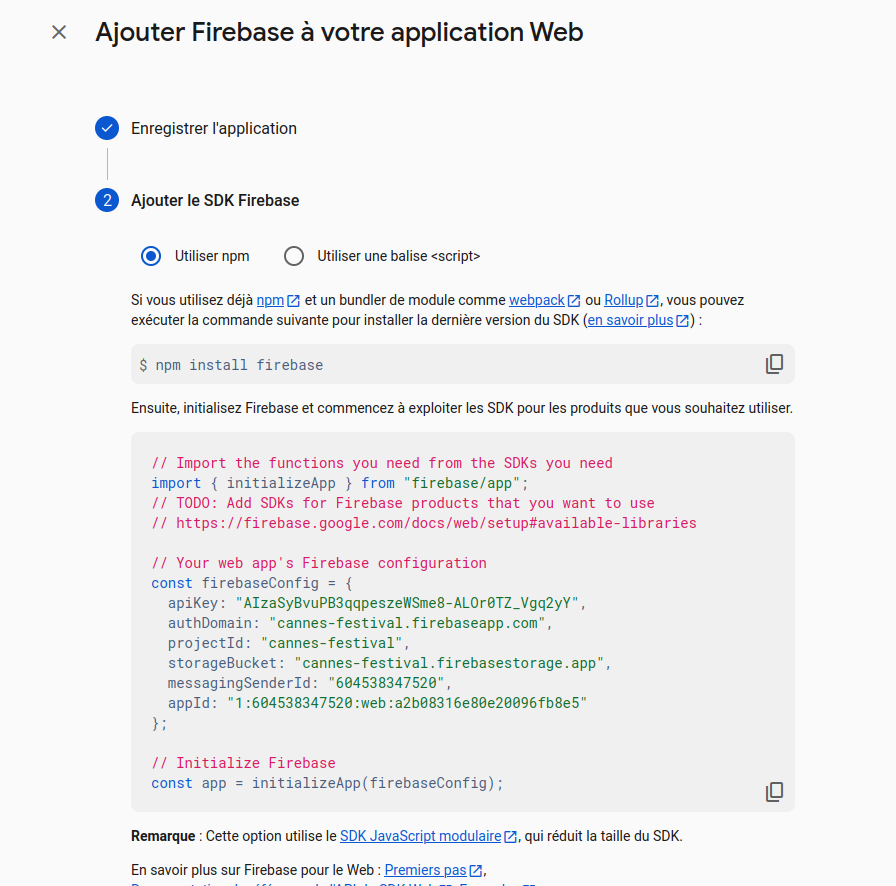 Ajouter Firebase à votre application Web
Enregistrer l'application
2 Ajouter le SDK Firebase
Utiliser npm Utiliser une balise <script>
Si vous utilisez déjà npm et un bundler de module comme webpack ou Rollup, vous pouvez
exécuter la commande suivante pour installer la dernière version du SDK (en savoir plus) :
$ npm install firebase
Ensuite, initialisez Firebase et commencez à exploiter les SDK pour les produits que vous souhaitez utiliser.
// Import the functions you need from the SDKs you need
import { initializeApp } from "firebase/app";
// TODO: Add SDKs for Firebase products that you want to use
// https://firebase.google.com/docs/web/setup#available-libraries
// Your web app's Firebase configuration
const firebaseConfig = {
apiKey: "AIzaSyBvuPB3qqpeszeWSme8-ALOr0TZ_Vgq2yY",
authDomain: "cannes-festival.firebaseapp.com",
projectId: "cannes-festival",
storageBucket: "cannes-festival.firebasestorage.app",
messagingSenderId: "604538347520",
appId: "1:604538347520:web:a2b08316e80e20096fb8e5"
};
// Initialize Firebase
const app = initializeApp(firebaseConfig);
Remarque : Cette option utilise le SDK JavaScript modulaire, qui réduit la taille du SDK.
En savoir plus sur Firebase pour le Web : Premiers pas,